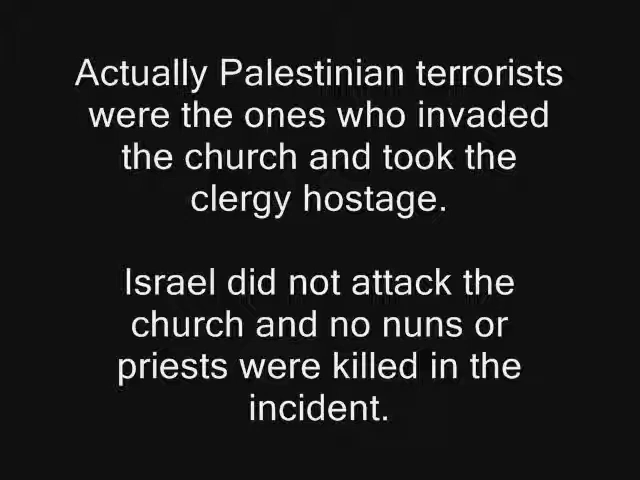 Actually Palestinian terrorists
were the ones who invaded
the church and took the
clergy hostage.
Israel did not attack the
church and no nuns or
priests were killed in the
incident.